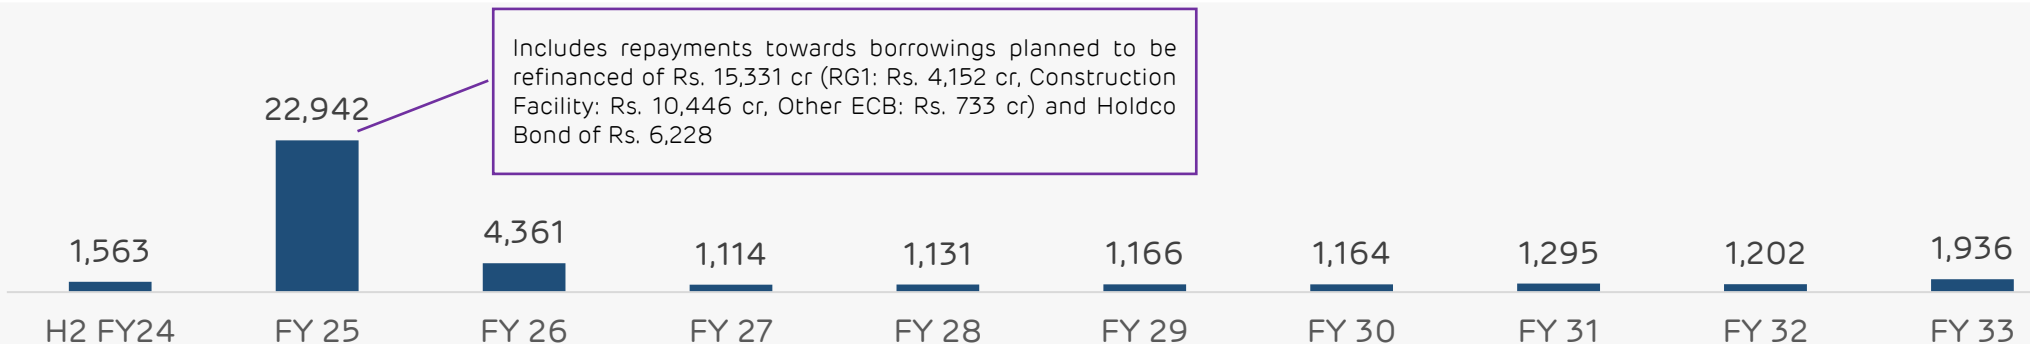 Includes repayments towards borrowings planned to be
refinanced of Rs. 15,331 cr (RG1: Rs. 4,152 cr, Construction
Facility: Rs. 10,446 cr, Other ECB: Rs. 733 cr) and Holdco
Bond of Rs. 6,228
1,563 22,942 4,361 1,114 1,131 1,166 1,164 1,295 1,202 1,936
H2 FY24 FY 25 FY 26 FY 27 FY 28 FY 29 FY 30 FY 31 FY 32 FY 33